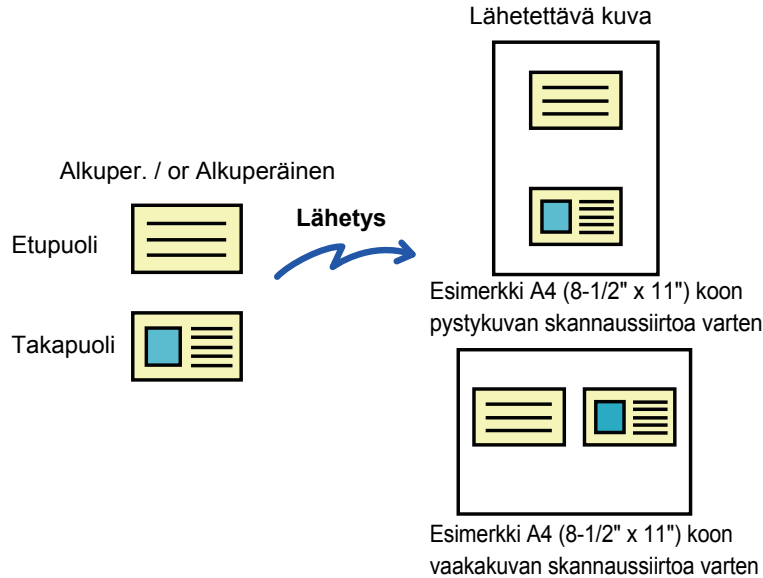 Lähetettävä kuva
Alkuper. / or Alkuperäinen
Etupuoli
Lähetys
Takapuoli
Esimerkki A4 (8-1/2" x 11") koon
pystykuvan skannaussiirtoa varten
Esimerkki A4 (8-1/2" x 11") koon
vaakakuvan skannaussiirtoa varten